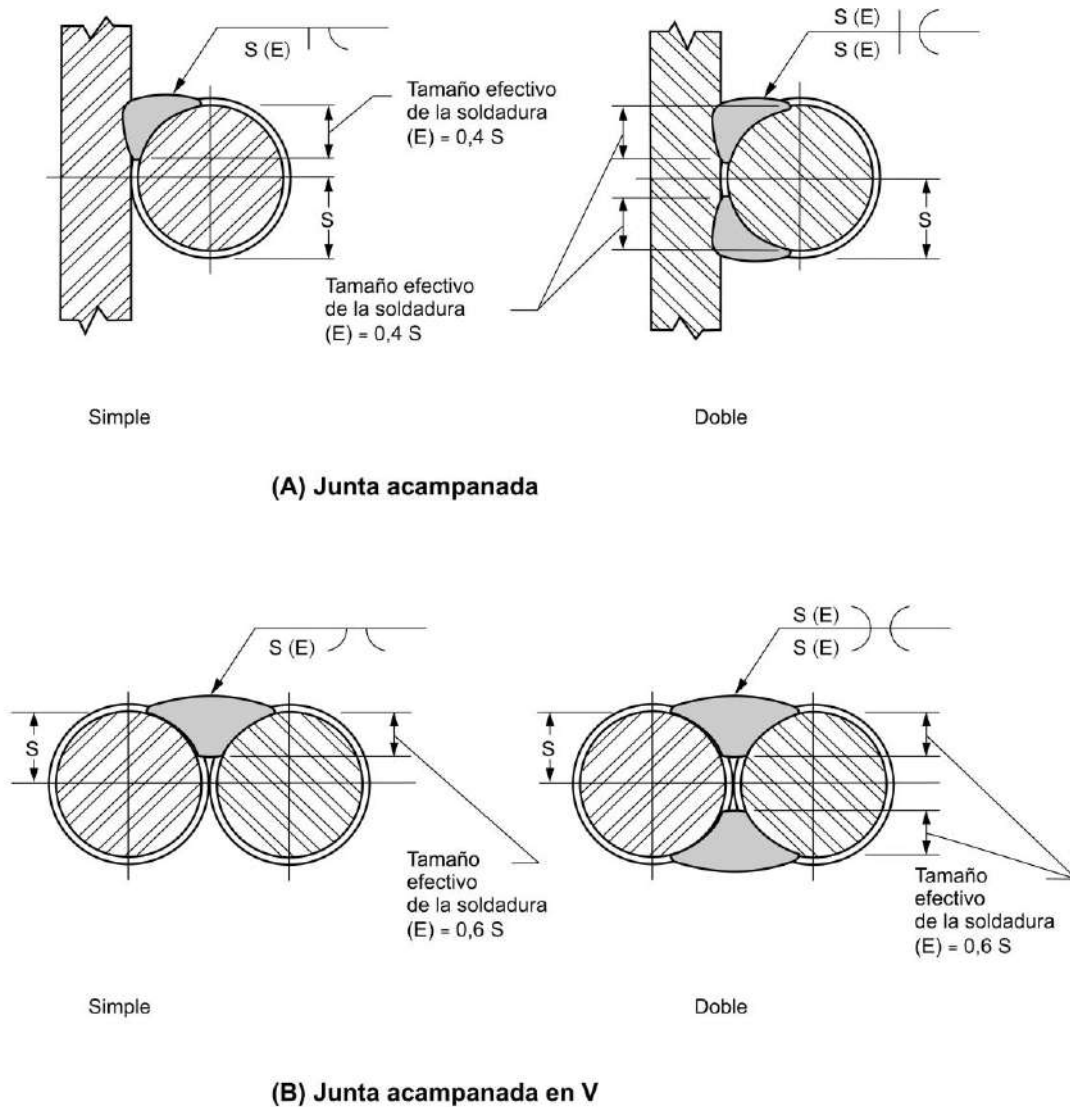 S (E)
Tamaño efectivo
de la soldadura
(E) = 0,4 S
S
Tamaño efectivo
de la soldadura
(E) = 0,4 S
S (E)
S (E)
S
Simple
Doble
(A) Junta acampanada
S (E)
S
Tamaño
efectivo
de la soldadura
(E) = 0,6 S
S (E)
S (E)
S
Tamaño
efectivo
de la soldadura
(E) = 0,6 S
Simple
Doble
(B) Junta acampanada en V